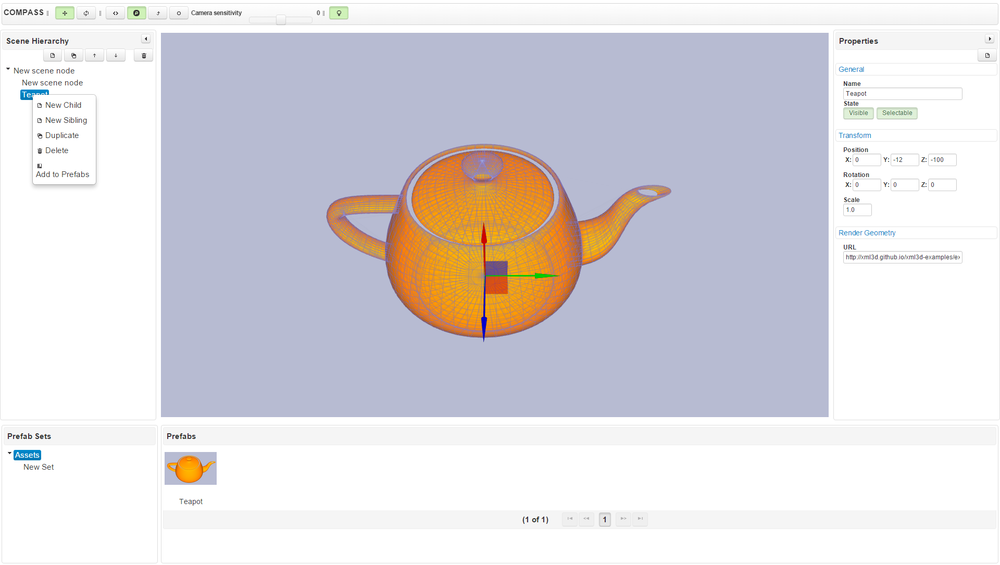 COMPASS
Camera sensitivity 0
Scene Hierarchy
New scene node
New scene node
Teapot
New Child
New Sibling
Duplicate
Delete
Add to Prefabs
Properties
General
Name
Teapot
State
Visible Selectable
Transform
Position
X: 0 Y: -12 Z: -100
Rotation
X: 0 Y: 0 Z: 0
Scale
1.0
Render Geometry
URL
http://xml3d.github.io/xml3d-examples/ex
Prefab Sets
Assets
New Set
Prefabs
Teapot
(1 of 1) 1